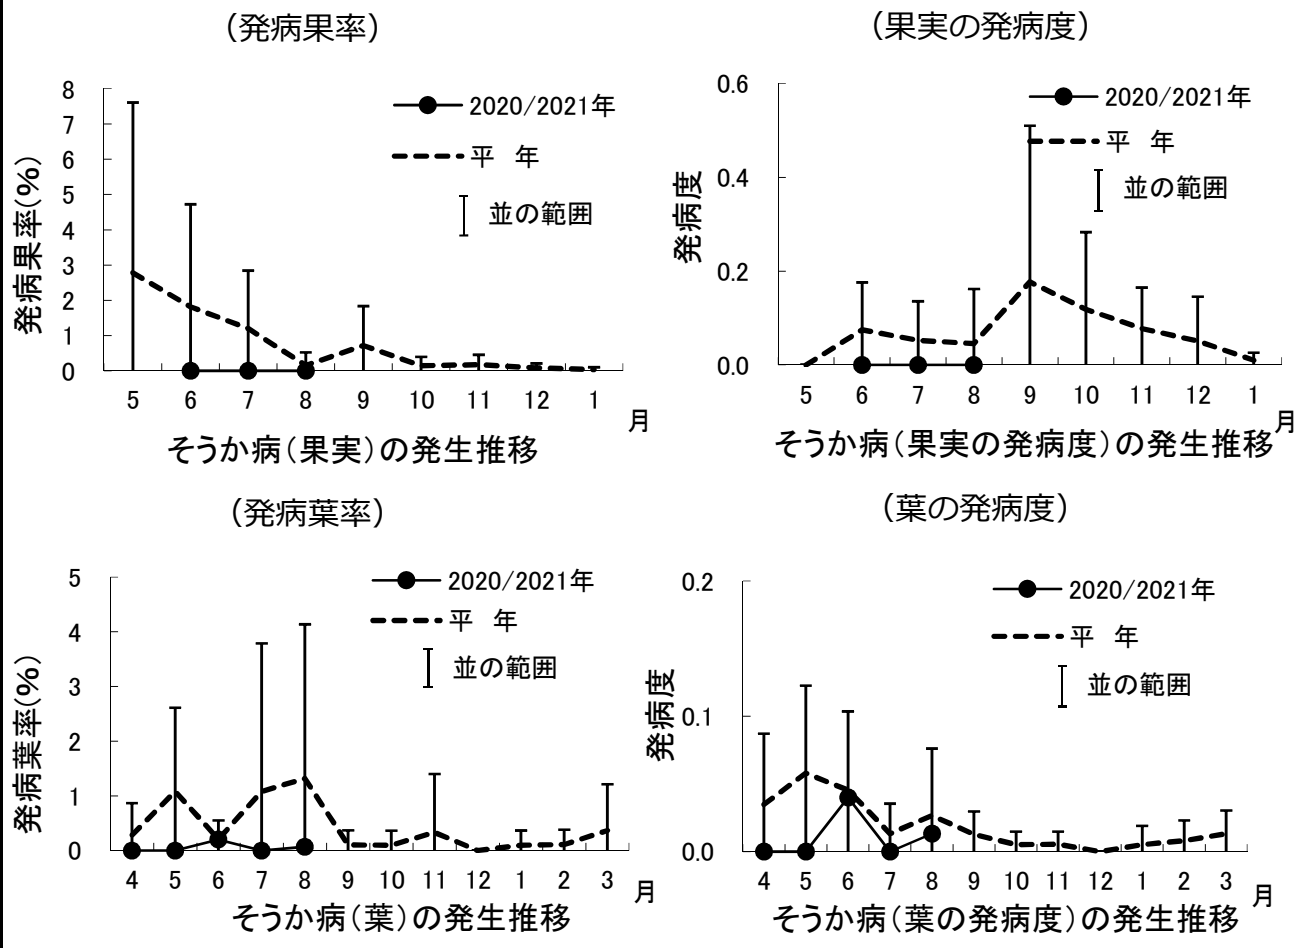 （発病果率）
8
7
6
5
4
3
2
1
0
発病果率(%)
2020/2021年
平 年
並の範囲
5 6 7 8 9 10 11 12 1
月
そうか病（果実）の発生推移
（果実の発病度）
0.6
0.4
0.2
0.0
発病度
2020/2021年
平 年
並の範囲
5 6 7 8 9 10 11 12 1
月
そうか病（果実の発病度）の発生推移
（発病葉率）
5
4
3
2
1
0
発病葉率(%)
2020/2021年
平 年
並の範囲
4 5 6 7 8 9 10 11 12 1 2 3
月
そうか病（葉）の発生推移
（葉の発病度）
0.2
0.1
0.0
発病度
2020/2021年
平 年
並の範囲
4 5 6 7 8 9 10 11 12 1 2 3
月
そうか病（葉の発病度）の発生推移